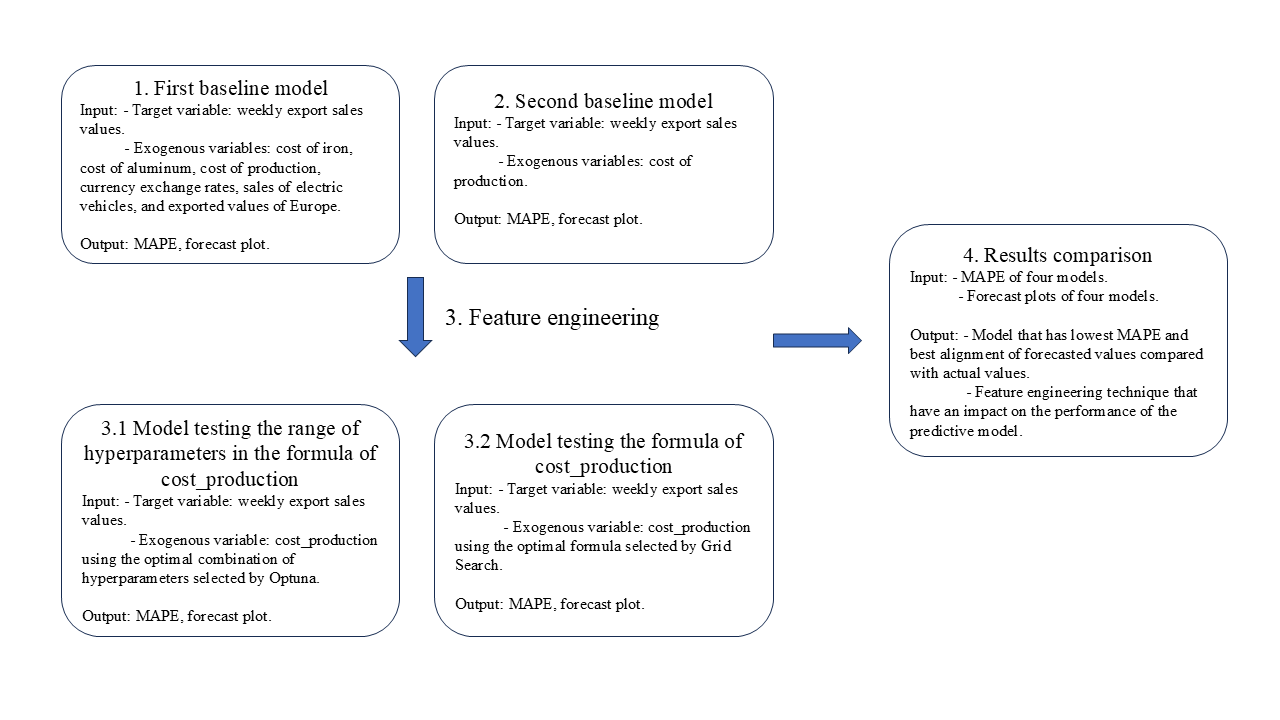 1. First baseline model
Input: - Target variable: weekly export sales
values.
- Exogenous variables: cost of iron,
cost of aluminum, cost of production,
currency exchange rates, sales of electric
vehicles, and exported values of Europe.
Output: MAPE, forecast plot.
2. Second baseline model
Input: - Target variable: weekly export sales
values.
- Exogenous variables: cost of
production.
Output: MAPE, forecast plot.
3. Feature engineering
3.1 Model testing the range of
hyperparameters in the formula of
cost_production
Input: - Target variable: weekly export sales
values.
- Exogenous variable: cost_production
using the optimal combination of
hyperparameters selected by Optuna.
Output: MAPE, forecast plot.
3.2 Model testing the formula of
cost_production
Input: - Target variable: weekly export sales
values.
- Exogenous variable: cost_production
using the optimal formula selected by Grid
Search.
Output: MAPE, forecast plot.
4. Results comparison
Input: - MAPE of four models.
- Forecast plots of four models.
Output: - Model that has lowest MAPE and
best alignment of forecasted values compared
with actual values.
- Feature engineering technique that
have an impact on the performance of the
predictive model.